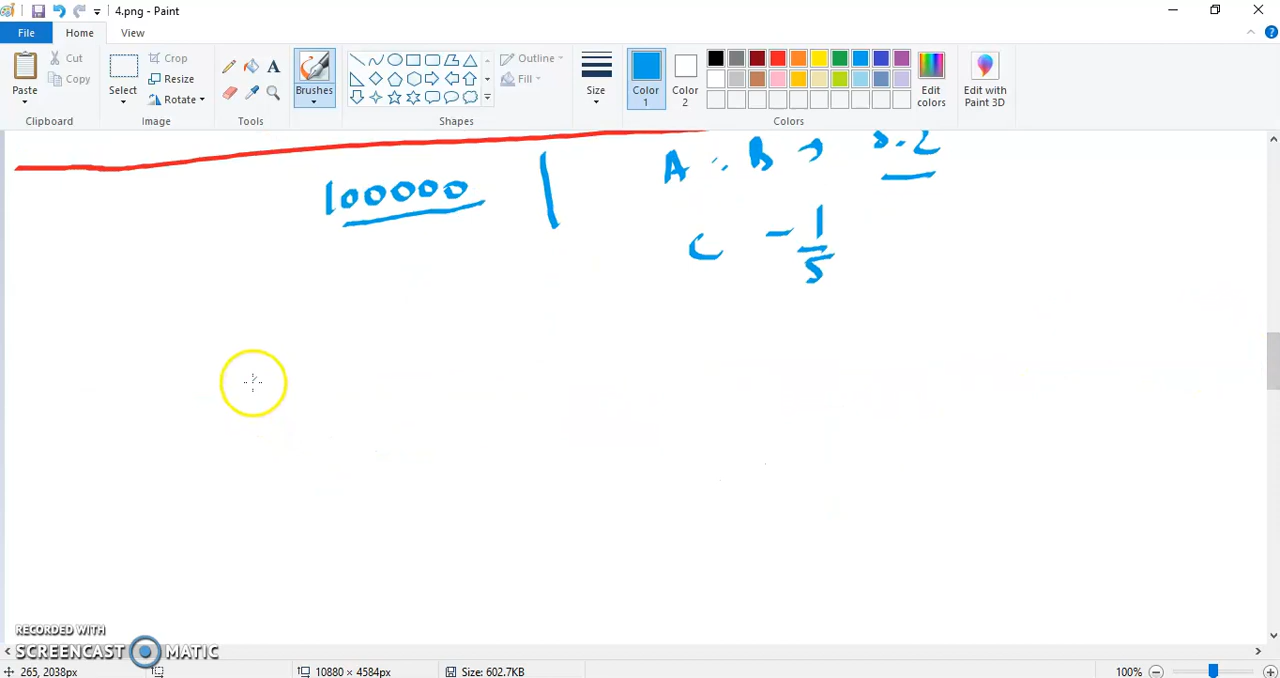 4.png - Paint
File Home View
Paste
Cut
Copy
Clipboard
Select
Crop
Resize
Rotate
Image
A
Tools
Brushes
Shapes
Outline
Fill
Size
Color 1
Color 2
Edit colors
Colors
Edit with Paint 3D
100000
A : B → 3.2
C - 1/5
RECORDED WITH
SCREENCAST MATIC
265, 2038px
10880 × 4584px
Size: 602.7KB
100%